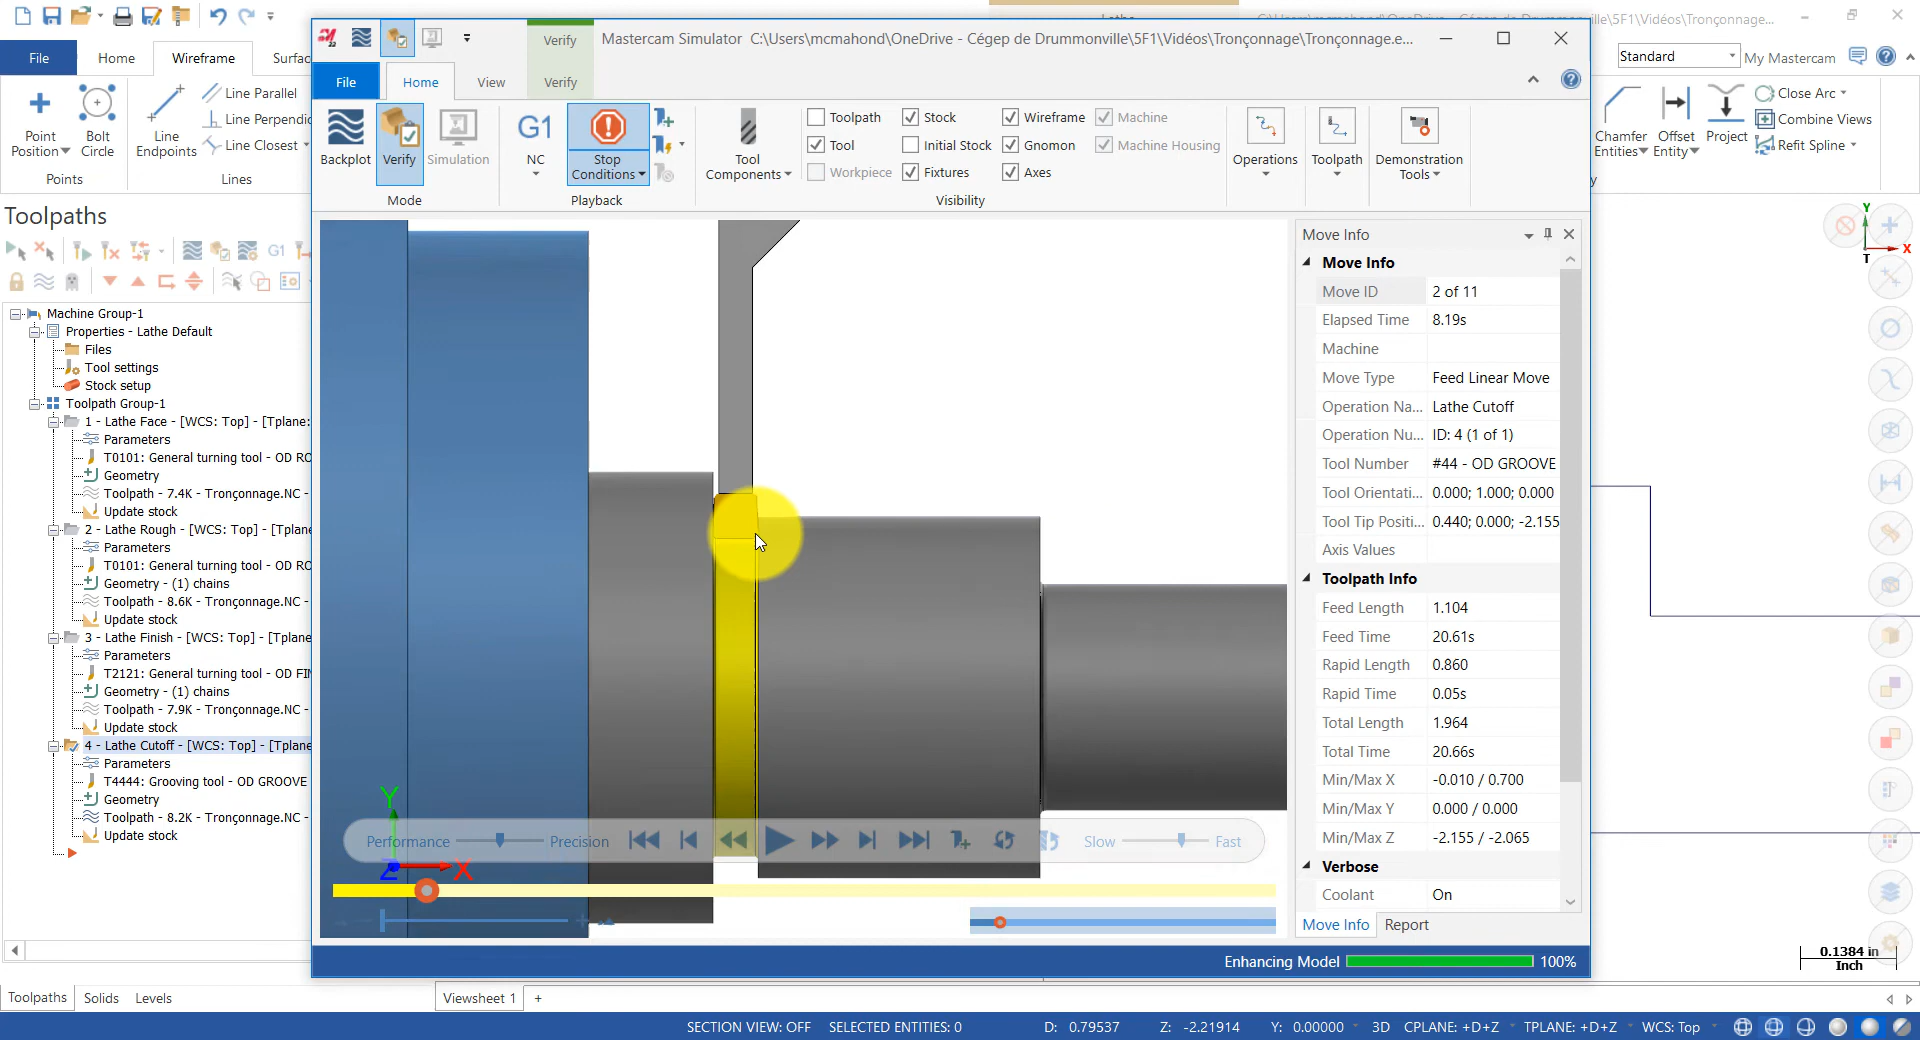 Lathe
C:\Users\mcmahond\OneDrive - Cégep de Drummonville\5F1\Vidéos\Tronçonnage...
Verify
Mastercam Simulator C:\Users\mcmahond\OneDrive - Cégep de Drummonville\5F1\Vidéos\Tronçonnage\Tronçonnage.e...
File
Home
Wireframe
File
Home
View
Verify
Standard
My Mastercam
Point
Position
Bolt
Circle
Line
Endpoints
Line Parallel
Line Closest
Points
Lines
Backplot
Verify
Simulation
G1
NC
Stop
Conditions
Tool
Components
Toolpath
Tool
Workpiece
Stock
Initial Stock
Fixtures
Wireframe
Gnomon
Axes
Machine
Machine Housing
Operations
Toolpath
Demonstration
Tools
Mode
Playback
Visibility
Chamfer
Entities
Offset
Entity
Project
Close Arc
Combine Views
Refit Spline
Toolpaths
G1
Machine Group-1
Properties - Lathe Default
Files
Tool settings
Stock setup
Toolpath Group-1
1 - Lathe Face - [WCS: Top] - [Tplane:
Parameters
T0101: General turning tool - OD RO
Geometry
Toolpath - 7.4K - Tronçonnage.NC -
Update stock
2 - Lathe Rough - [WCS: Top] - [Tplane
Parameters
T0101: General turning tool - OD RO
Geometry - (1) chains
Toolpath - 8.6K - Tronçonnage.NC -
Update stock
3 - Lathe Finish - [WCS: Top] - [Tplane
Parameters
T2121: General turning tool - OD FIN
Geometry - (1) chains
Toolpath - 7.9K - Tronçonnage.NC -
Update stock
4 - Lathe Cutoff - [WCS: Top] - [Tplane
Parameters
T4444: Grooving tool - OD GROOVE
Geometry
Toolpath - 8.2K - Tronçonnage.NC -
Update stock
Y
Z
X
Performance
Precision
Slow
Fast
Move Info
Move Info
Move ID 2 of 11
Elapsed Time 8.19s
Machine
Move Type Feed Linear Move
Operation Na... Lathe Cutoff
Operation Nu... ID: 4 (1 of 1)
Tool Number #44 - OD GROOVE
Tool Orientati... 0.000; 1.000; 0.000
Tool Tip Positi... 0.440; 0.000; -2.155
Axis Values
Toolpath Info
Feed Length 1.104
Feed Time 20.61s
Rapid Length 0.860
Rapid Time 0.05s
Total Length 1.964
Total Time 20.66s
Min/Max X -0.010 / 0.700
Min/Max Y 0.000 / 0.000
Min/Max Z -2.155 / -2.065
Verbose
Coolant On
Move Info
Report
Enhancing Model
100%
Y
X
T
0.1384 in
Inch
Toolpaths
Solids
Levels
Viewsheet 1
+
SECTION VIEW: OFF
SELECTED ENTITIES: 0
D: 0.79537
Z: -2.21914
Y: 0.00000
3D
CPLANE: +D+Z
TPLANE: +D+Z
WCS: Top